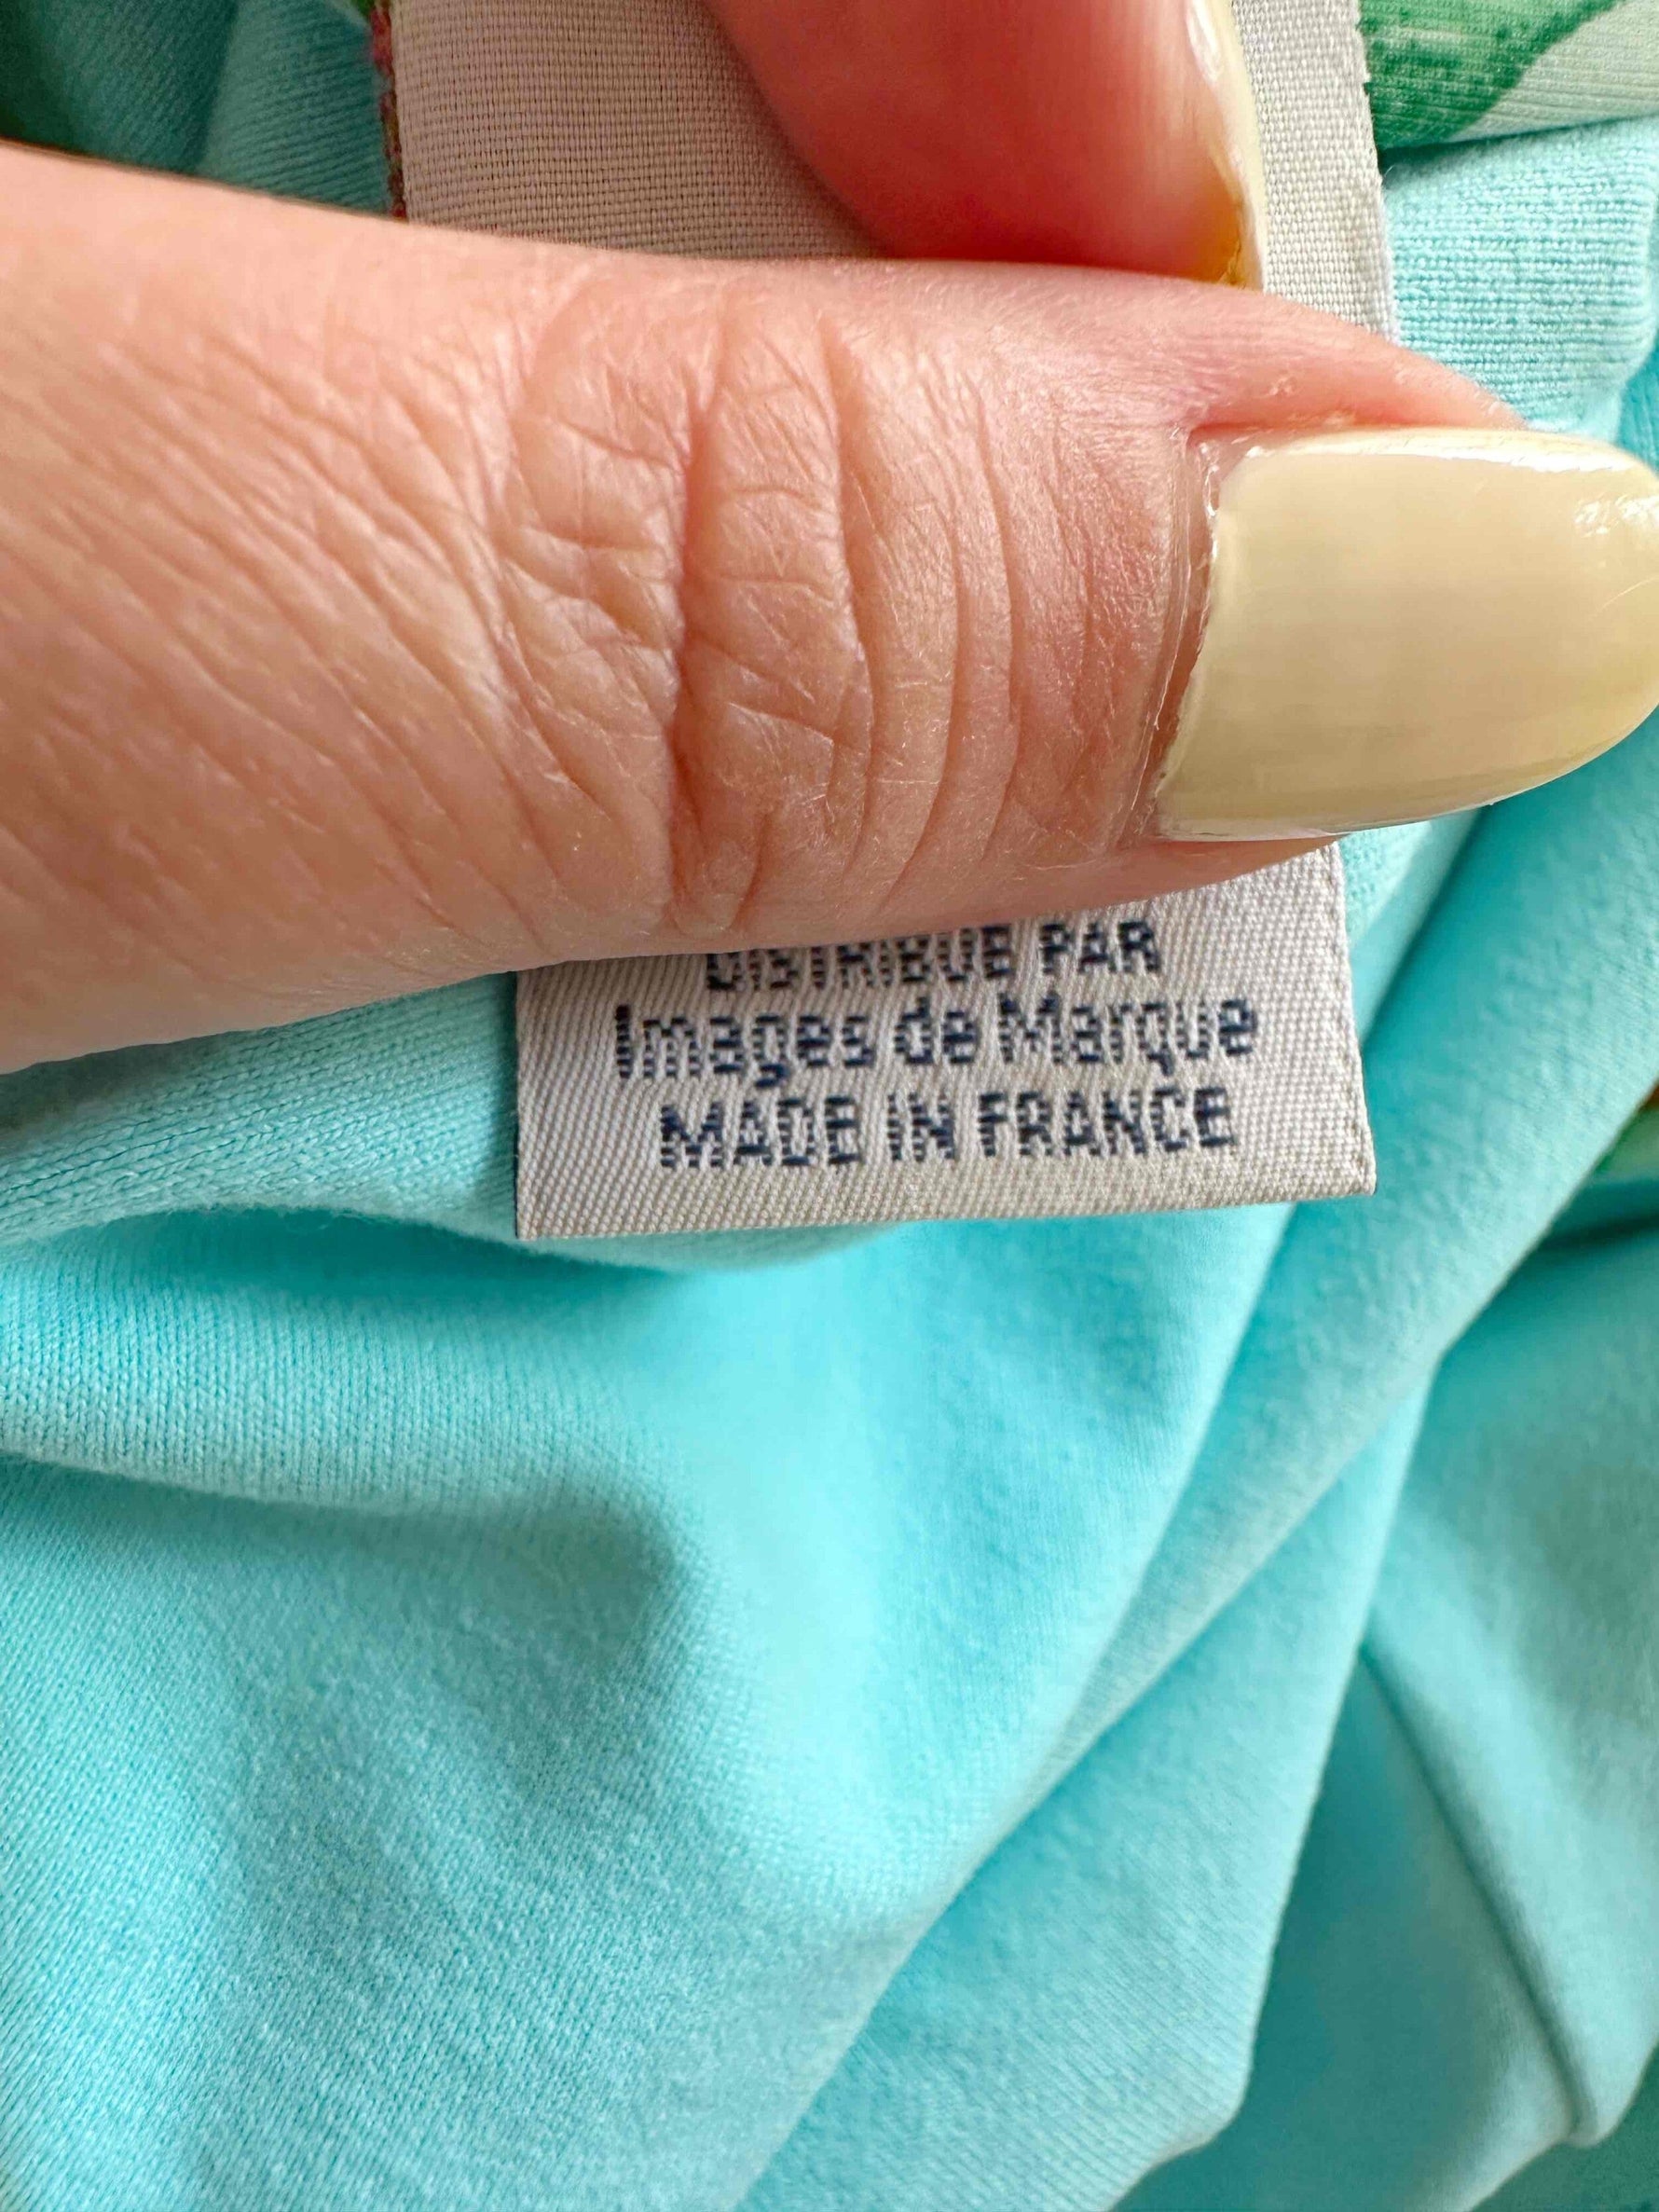 DISTRIBUE PAR
Images de Marque
MADE IN FRANCE